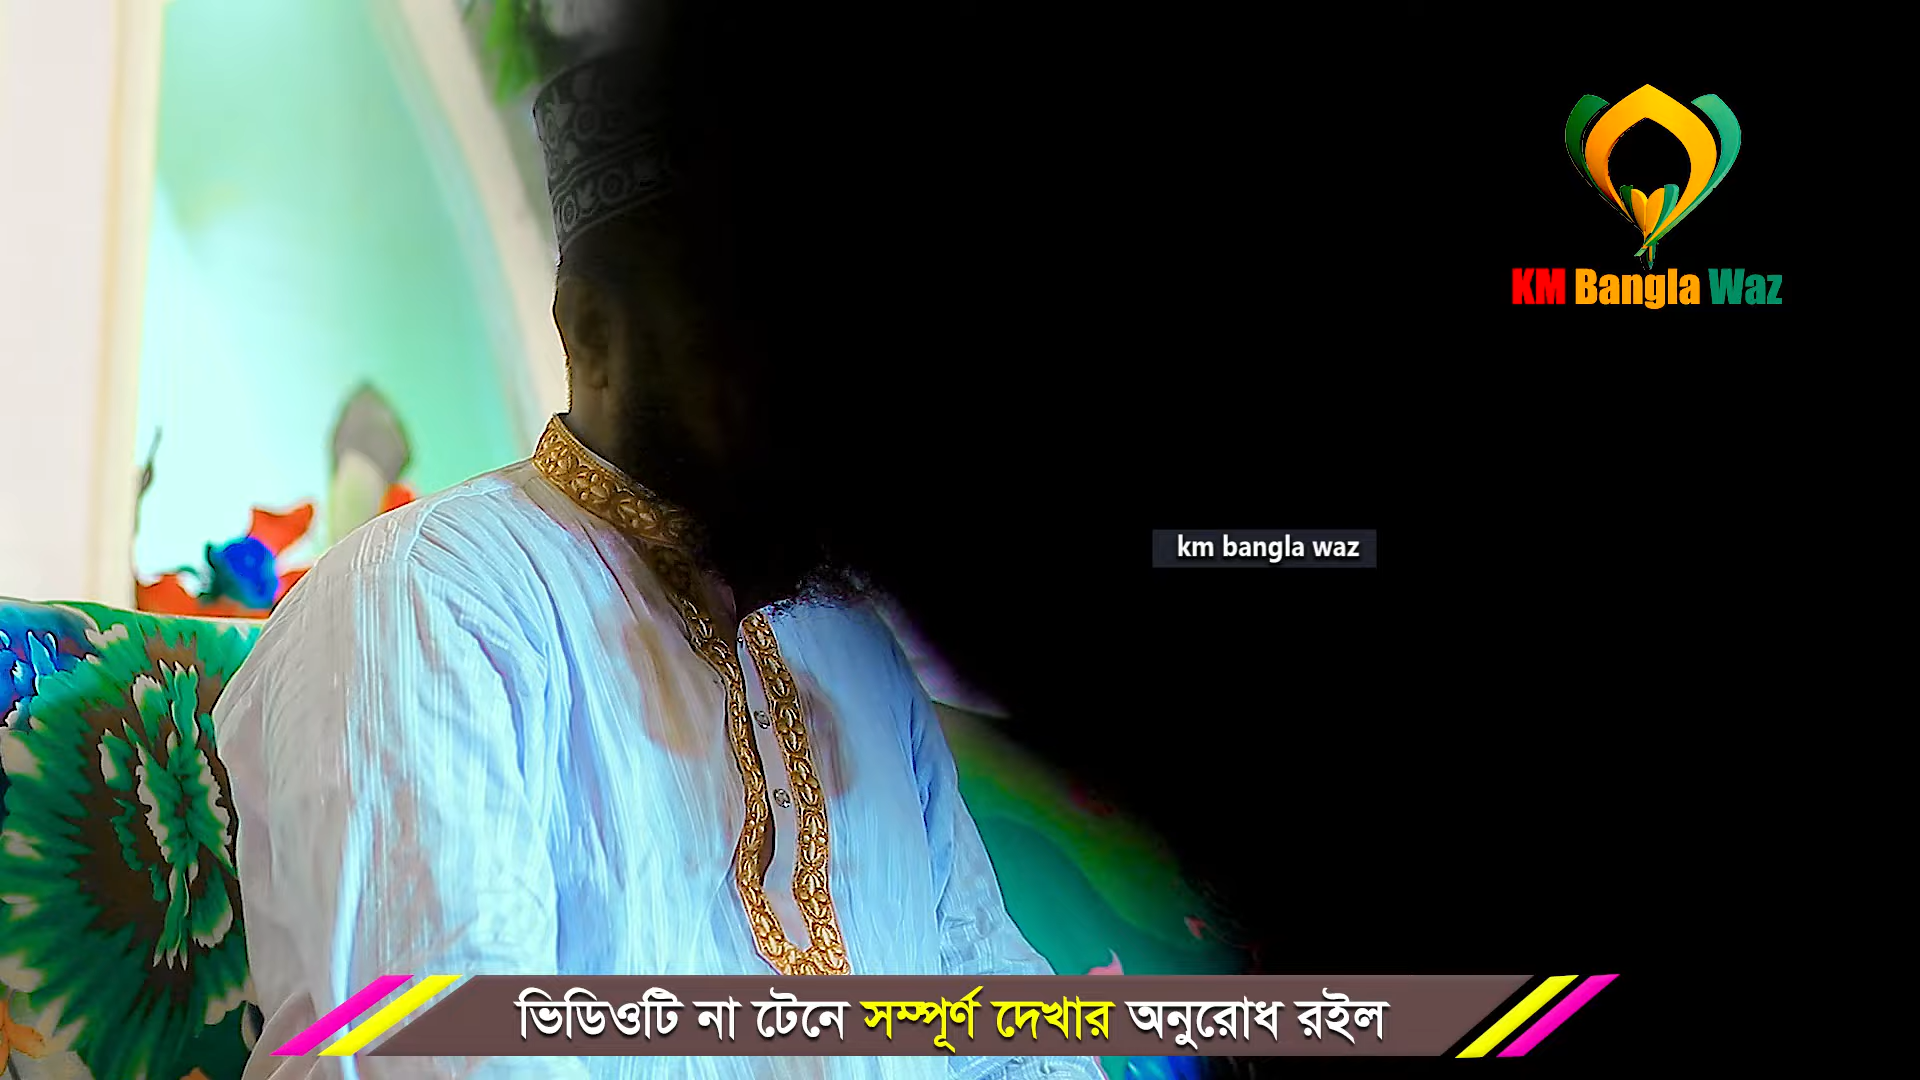 KM Bangla Waz
km bangla waz
ভিডিওটি না টেনে সম্পূর্ণ দেখার অনুরোধ রইল